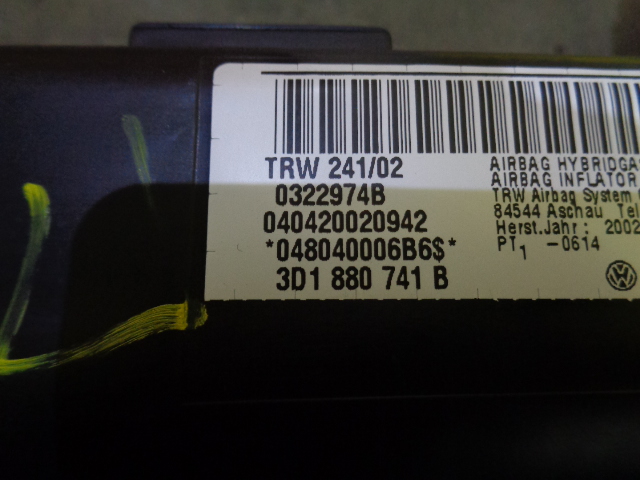 TRW 241/02
0322974B
040420020942
*048040006B6$*
3D1 880 741 B
AIRBAG HYBRIDGA
AIRBAG INFLATOR
TRW Airbag System
84544 Aschau Tel
Herst.Jahr: 2002
PT1 -0614